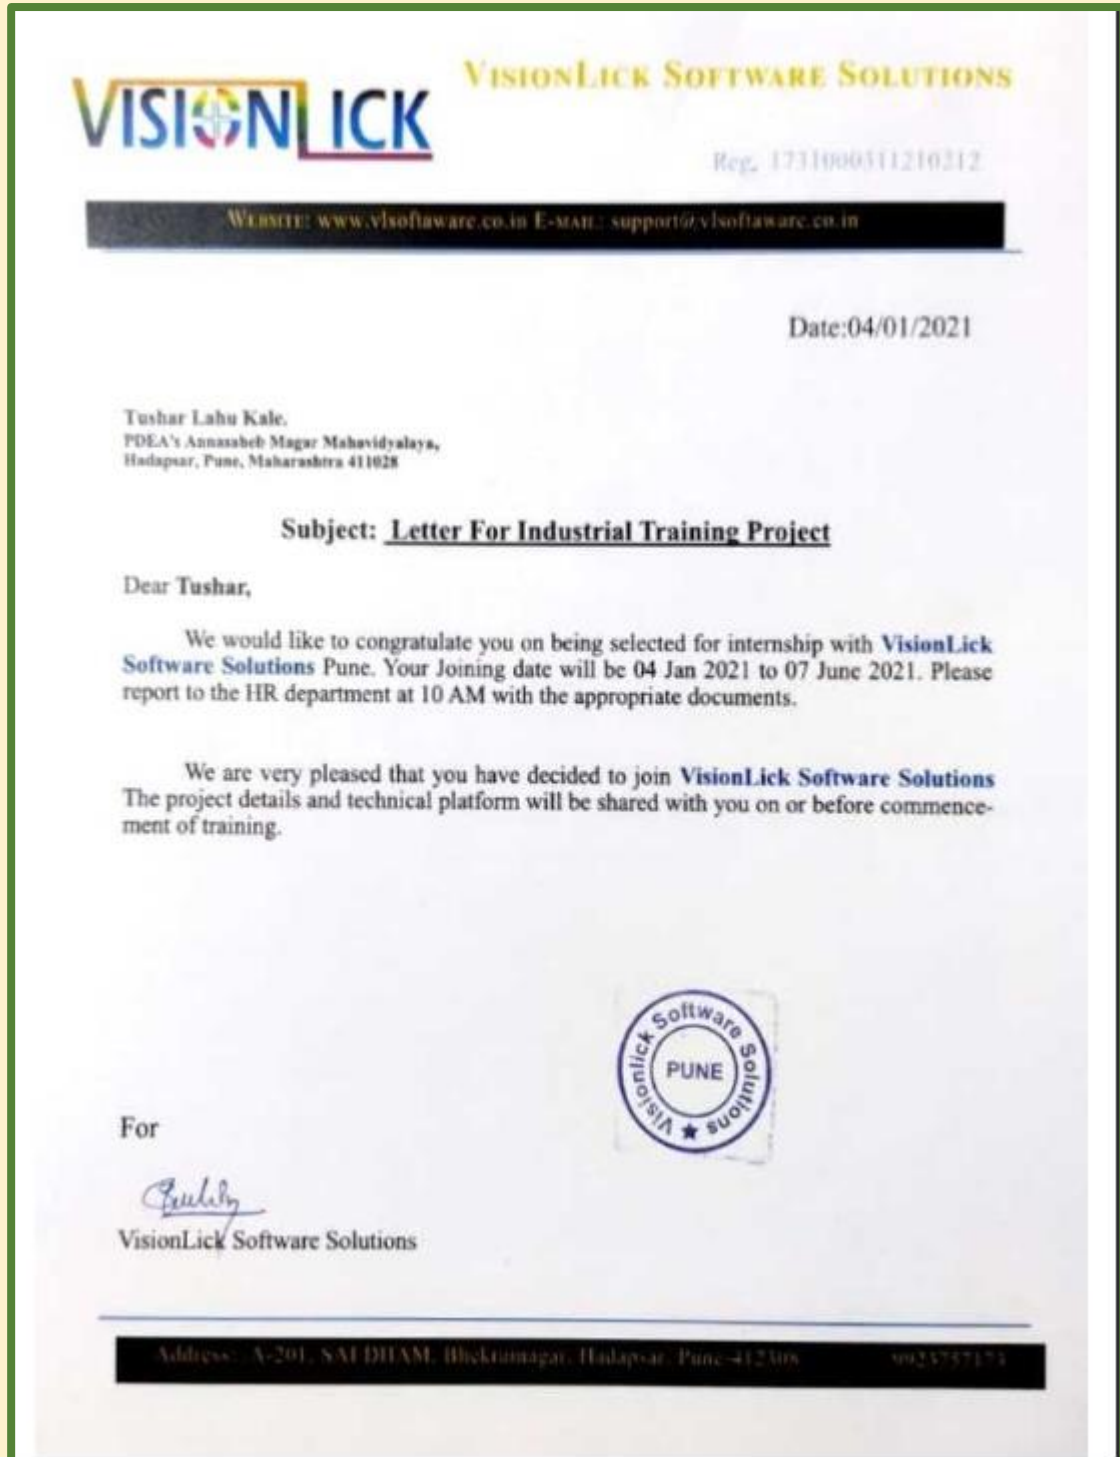 VISIONLICK
VISIONLICK SOFTWARE SOLUTIONS
Reg. 1731000311210212
WEBSITE: www.vlsoftaware.co.in E-MAIL: support@vlsoftaware.co.in
Date:04/01/2021
Tushar Lahu Kale.
PDEA's Annasaheb Magar Mahavidyalaya,
Hadapsar, Pune, Maharashtra 411028
Subject: Letter For Industrial Training Project
Dear Tushar,
We would like to congratulate you on being selected for internship with VisionLick
Software Solutions Pune. Your Joining date will be 04 Jan 2021 to 07 June 2021. Please
report to the HR department at 10 AM with the appropriate documents.
We are very pleased that you have decided to join VisionLick Software Solutions
The project details and technical platform will be shared with you on or before commence-
ment of training.
Visionlick Software Solutions
PUNE
For
VisionLick Software Solutions
Address: A-201, SAI DHAM, Hadapsar, Pune-412308